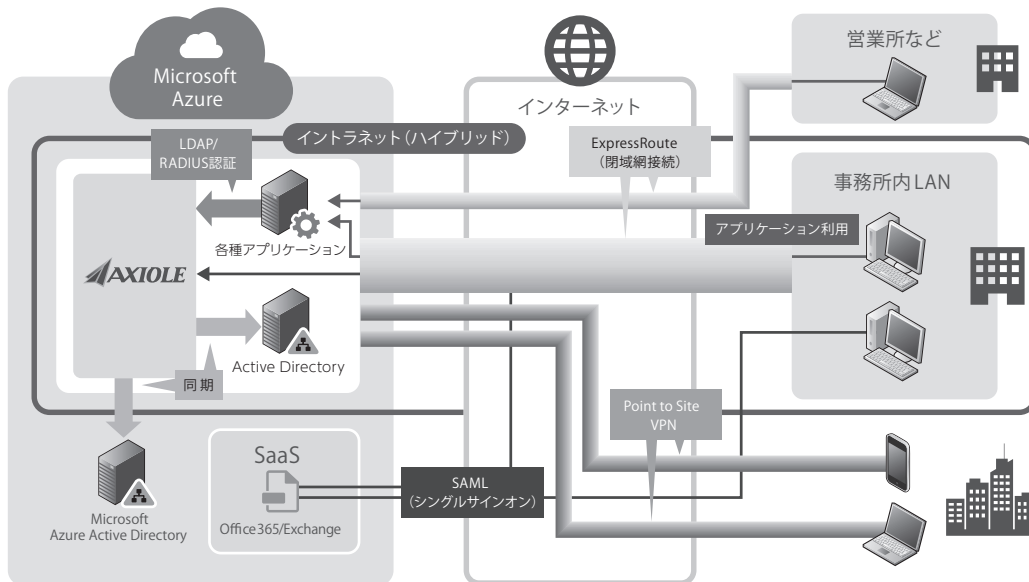 Microsoft
Azure
インターネット
営業所など
イントラネット（ハイブリッド）
LDAP/
RADIUS認証
ExpressRoute
（閉域網接続）
事務所内LAN
アプリケーション利用
各種アプリケーション
AXIOLE
Active Directory
同期
Point to Site
VPN
SaaS
SAML
（シングルサインオン）
Office365/Exchange
Microsoft
Azure Active Directory